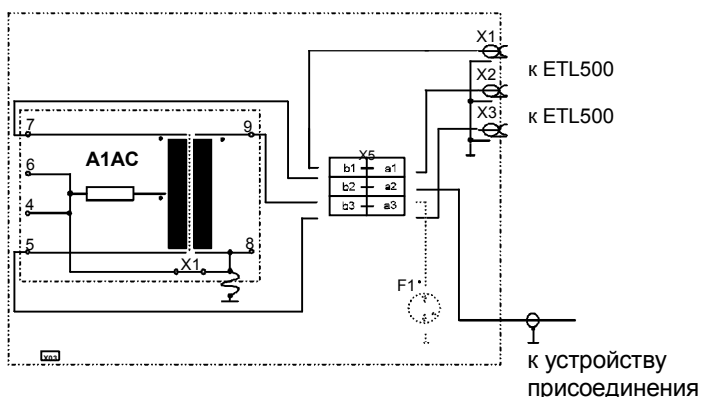 X1
к ETL500
X2
к ETL500
X3
7
9
A1AC
6
X5
b1 a1
b2 a2
b3 a3
4
5
8
X1
F1
к устройству
присоединения